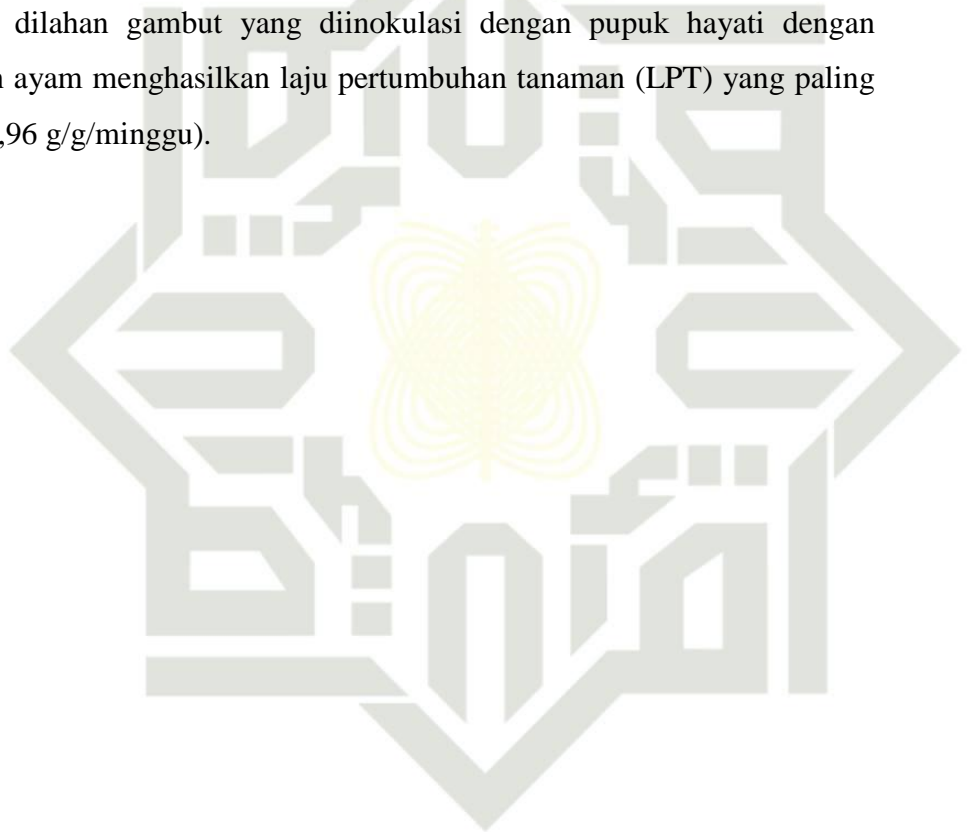 dilahan gambut yang diinokulasi dengan pupuk hayati dengan
ayam menghasilkan laju pertumbuhan tanaman (LPT) yang paling
,96 g/g/minggu).